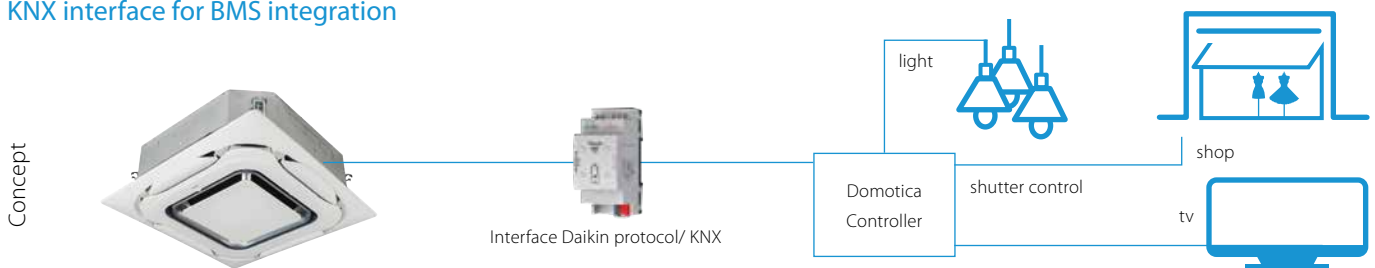 KNX interface for BMS integration
Concept
Interface Daikin protocol/ KNX
Domotica
Controller
light
shutter control
shop
tv